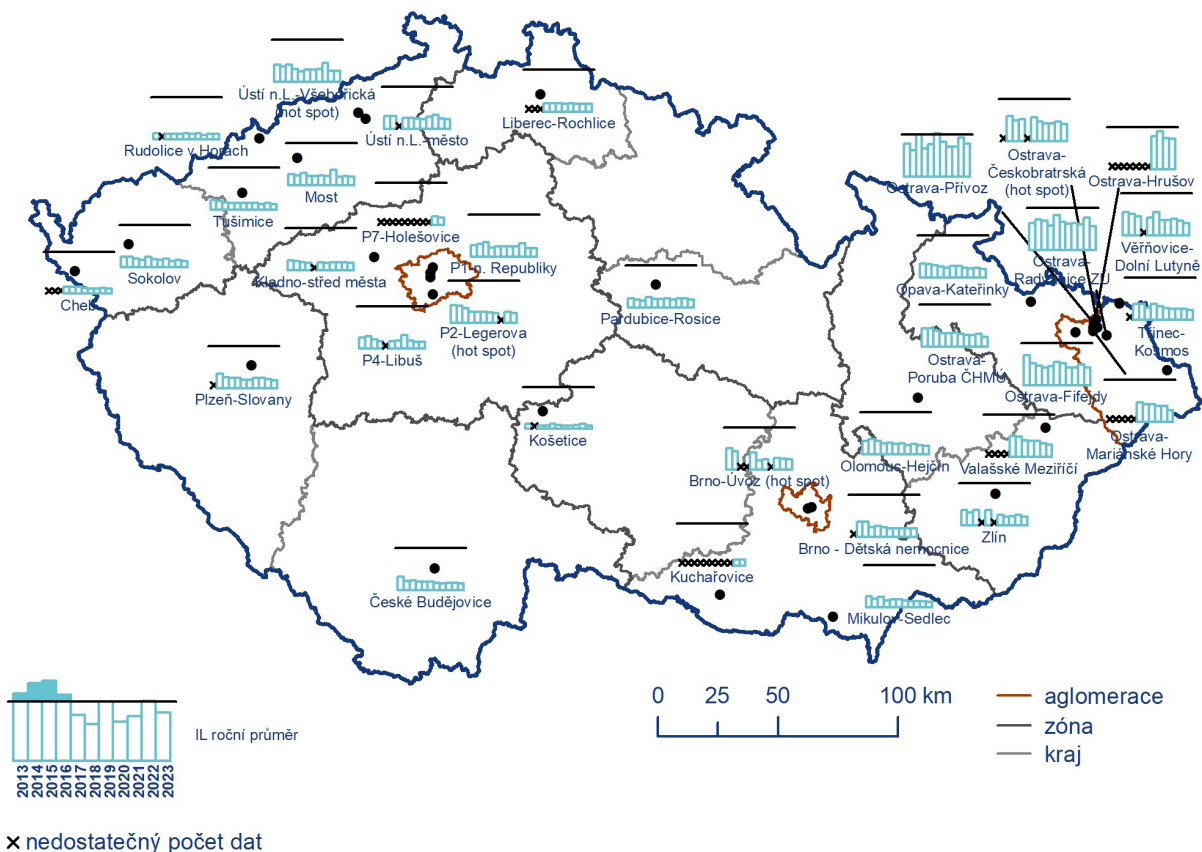 Ústí n.L.-Všebořická
(hot spot)
Rudolice v Horách
Ústí n.L.-město
Liberec-Rochlice
Most
Tušimice
P7-Holešovice
Sokolov
Cheb
Kladno-střed města
P1-n. Republiky
P2-Legerova
(hot spot)
P4-Libuš
Plzeň-Slovany
Pardubice-Rosice
Košetice
České Budějovice
Ostrava-Přívoz
Ostrava-
Českobratrská
(hot spot)
Ostrava-Hrušov
Věřňovice-
Dolní Lutyně
Ostrava-
Radvanice ZÚ
Opava-Kateřinky
Třinec-
Kosmos
Ostrava-
Poruba ČHMÚ
Ostrava-Fifejdy
Ostrava-
Mariánské Hory
Olomouc-Hejčín
Valašské Meziříčí
Brno-Úvoz (hot spot)
Zlín
Brno - Dětská nemocnice
Kuchařovice
Mikulov-Sedlec
IL roční průměr
2013
2014
2015
2016
2017
2018
2019
2020
2021
2022
2023
nedostatečný počet dat
0 25 50 100 km
aglomerace
zóna
kraj